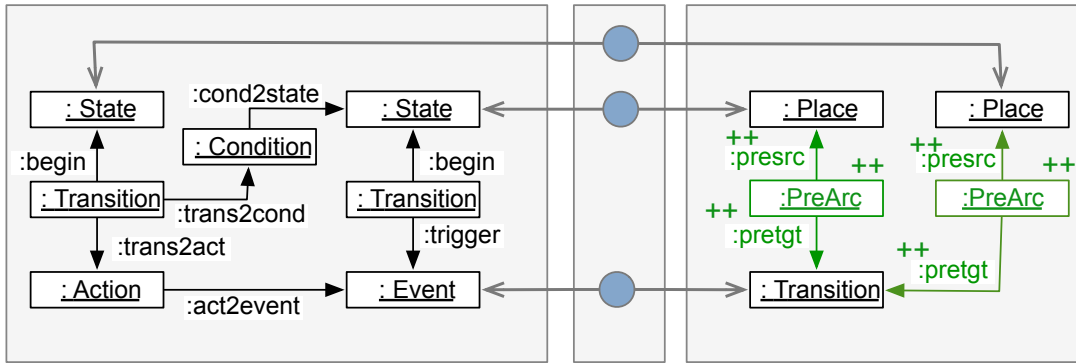 :cond2state
: State
: State
: Place
: Place
: Condition
++
:presrc
++
++
:presrc
++
:begin
:begin
: Transition
: Transition
:PreArc
:PreArc
:trans2cond
++
:trans2act
:trigger
:pretgt
++
:pretgt
: Action
: Event
: Transition
:act2event